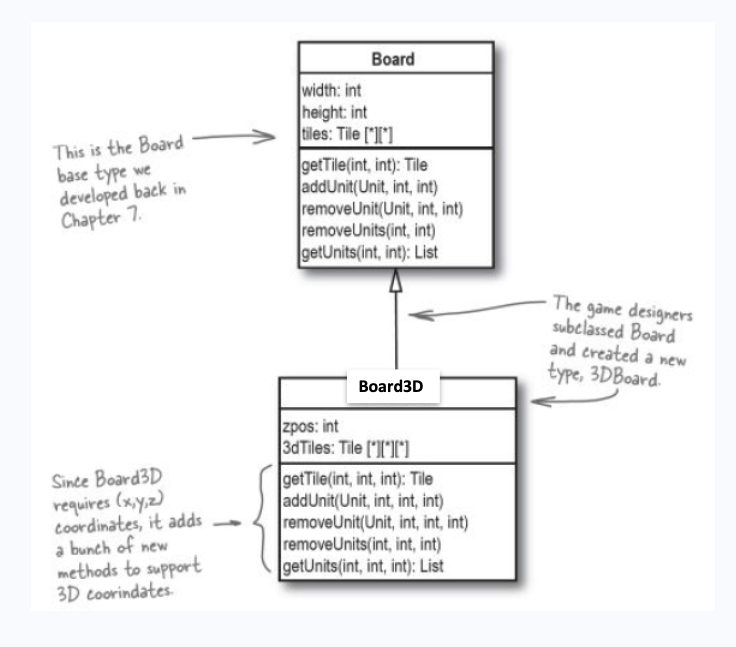 Board
width: int
height: int
tiles: Tile [*][*]
getTile(int, int): Tile
addUnit(Unit, int, int)
removeUnit(Unit, int, int)
removeUnits(int, int)
getUnits(int, int): List
This is the Board
base type we
developed back in
Chapter 7.
The game designers
subclassed Board
and created a new
type, 3DBoard.
Board3D
zpos: int
3dTiles: Tile [*][*][*]
getTile(int, int, int): Tile
addUnit(Unit, int, int, int)
removeUnit(Unit, int, int, int)
removeUnits(int, int, int)
getUnits(int, int, int): List
Since Board3D
requires (x,y,z)
coordinates, it adds
a bunch of new
methods to support
3D coorindates.